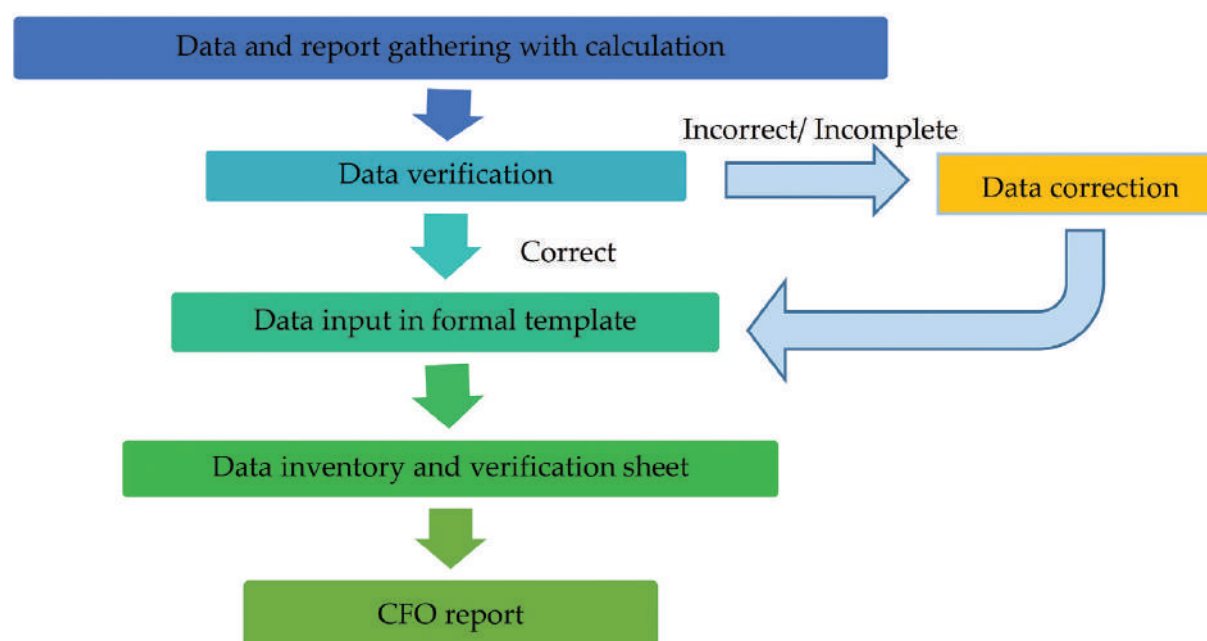 Data and report gathering with calculation
Incorrect/ Incomplete
Data verification
Data correction
Correct
Data input in formal template
Data inventory and verification sheet
CFO report